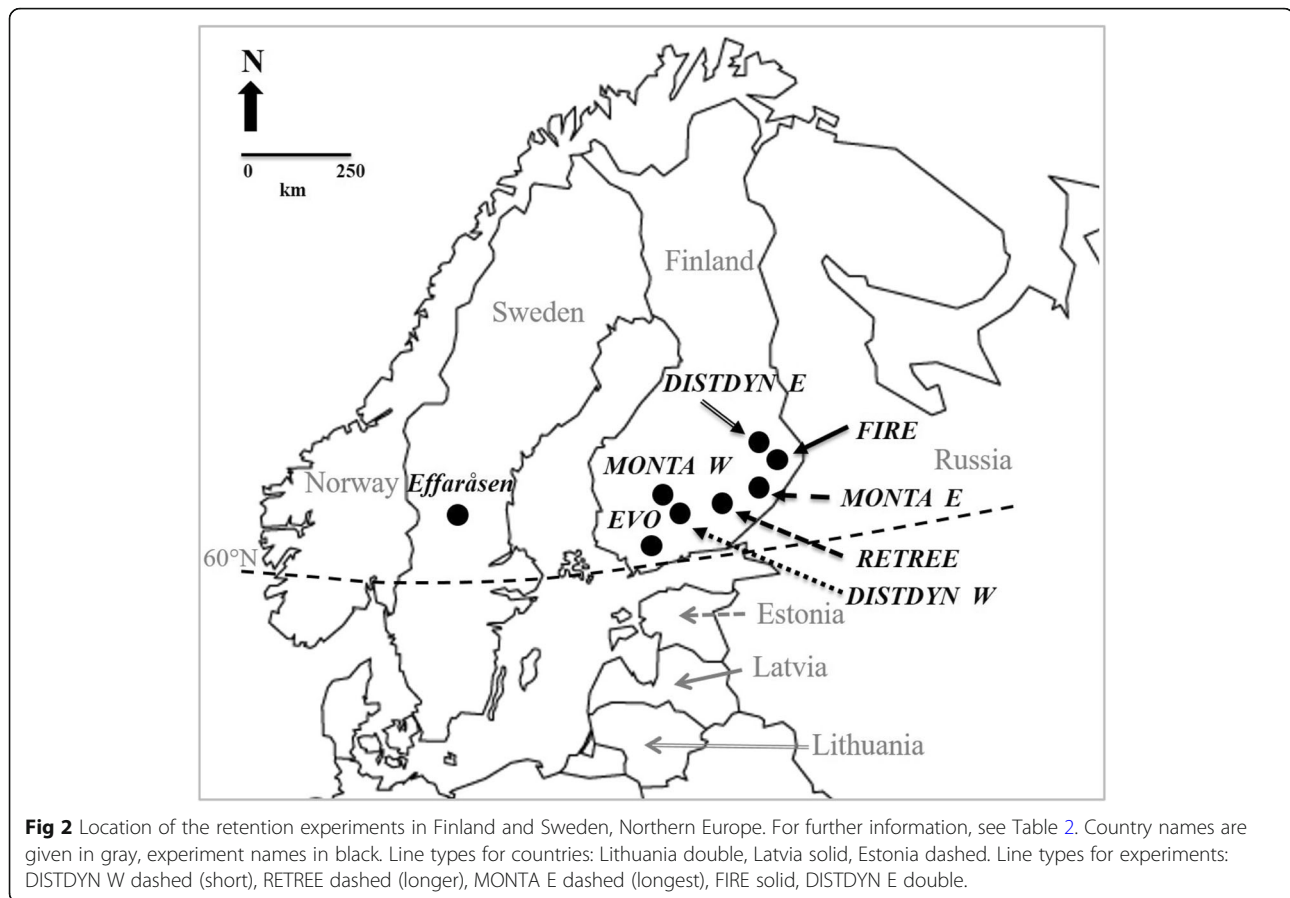 N
0 250
km
Finland
Sweden
DISTDYN E
FIRE
MONTA W
Russia
Norway
Effaråsen
MONTA E
EVO
RETREE
60°N
DISTDYN W
Estonia
Latvia
Lithuania
Fig 2 Location of the retention experiments in Finland and Sweden, Northern Europe. For further information, see Table 2. Country names are
given in gray, experiment names in black. Line types for countries: Lithuania double, Latvia solid, Estonia dashed. Line types for experiments:
DISTDYN W dashed (short), RETREE dashed (longer), MONTA E dashed (longest), FIRE solid, DISTDYN E double.